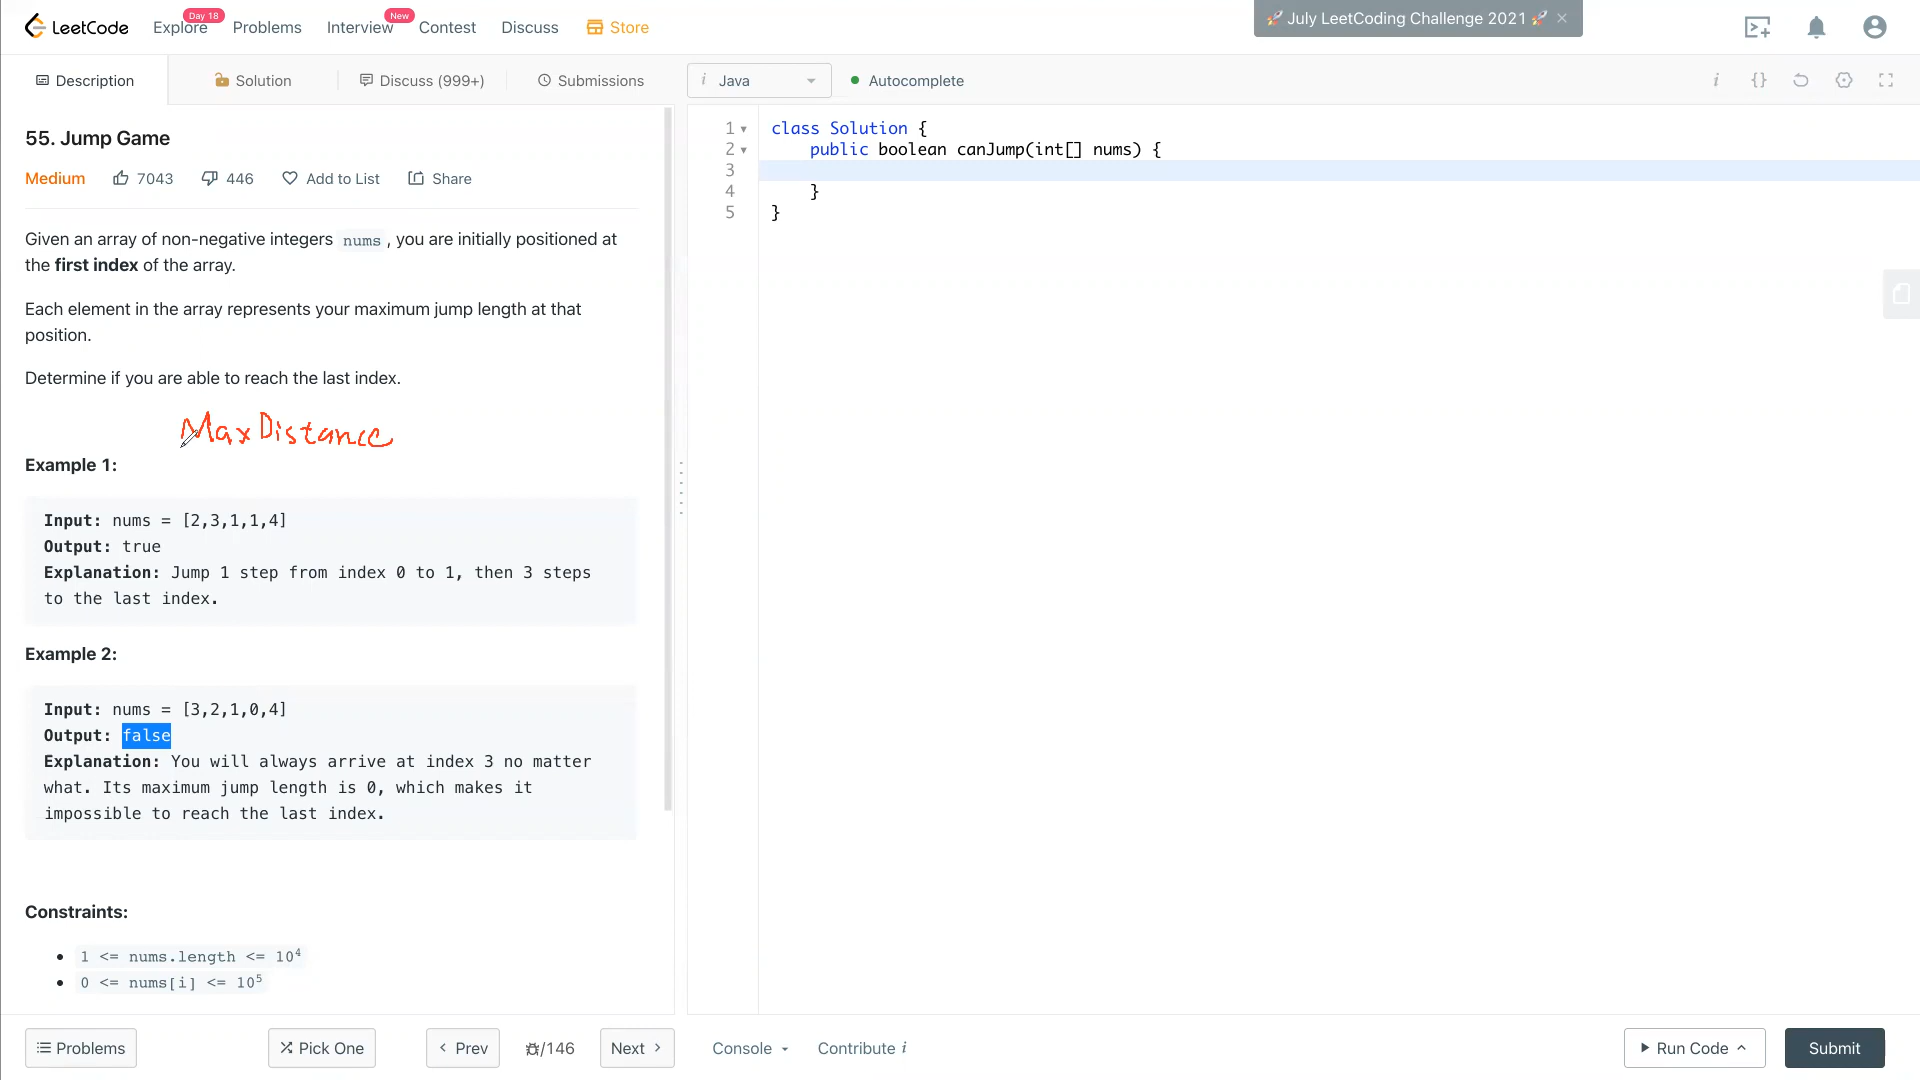 LeetCode Explore Day 18 Problems Interview New Contest Discuss Store 🚀 July LeetCoding Challenge 2021 🚀 ×
Description Solution Discuss (999+) Submissions i Java Autocomplete i {}
55. Jump Game
Medium 7043 446 Add to List Share
Given an array of non-negative integers nums , you are initially positioned at
the first index of the array.
Each element in the array represents your maximum jump length at that
position.
Determine if you are able to reach the last index.
MaxDistance
Example 1:
Input: nums = [2,3,1,1,4]
Output: true
Explanation: Jump 1 step from index 0 to 1, then 3 steps
to the last index.
Example 2:
Input: nums = [3,2,1,0,4]
Output: false
Explanation: You will always arrive at index 3 no matter
what. Its maximum jump length is 0, which makes it
impossible to reach the last index.
Constraints:
• 1 <= nums.length <= 10⁴
• 0 <= nums[i] <= 10⁵
1 class Solution {
2 public boolean canJump(int[] nums) {
3
4 }
5 }
Problems Pick One < Prev /146 Next > Console Contribute i Run Code Submit